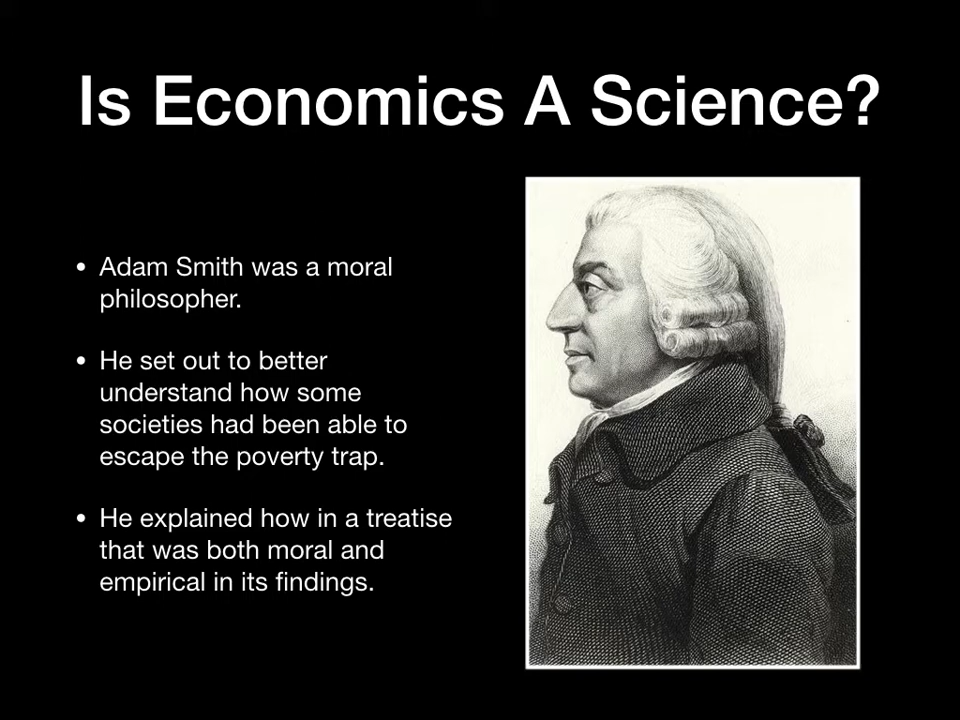 Is Economics A Science?
• Adam Smith was a moral
philosopher.
• He set out to better
understand how some
societies had been able to
escape the poverty trap.
• He explained how in a treatise
that was both moral and
empirical in its findings.